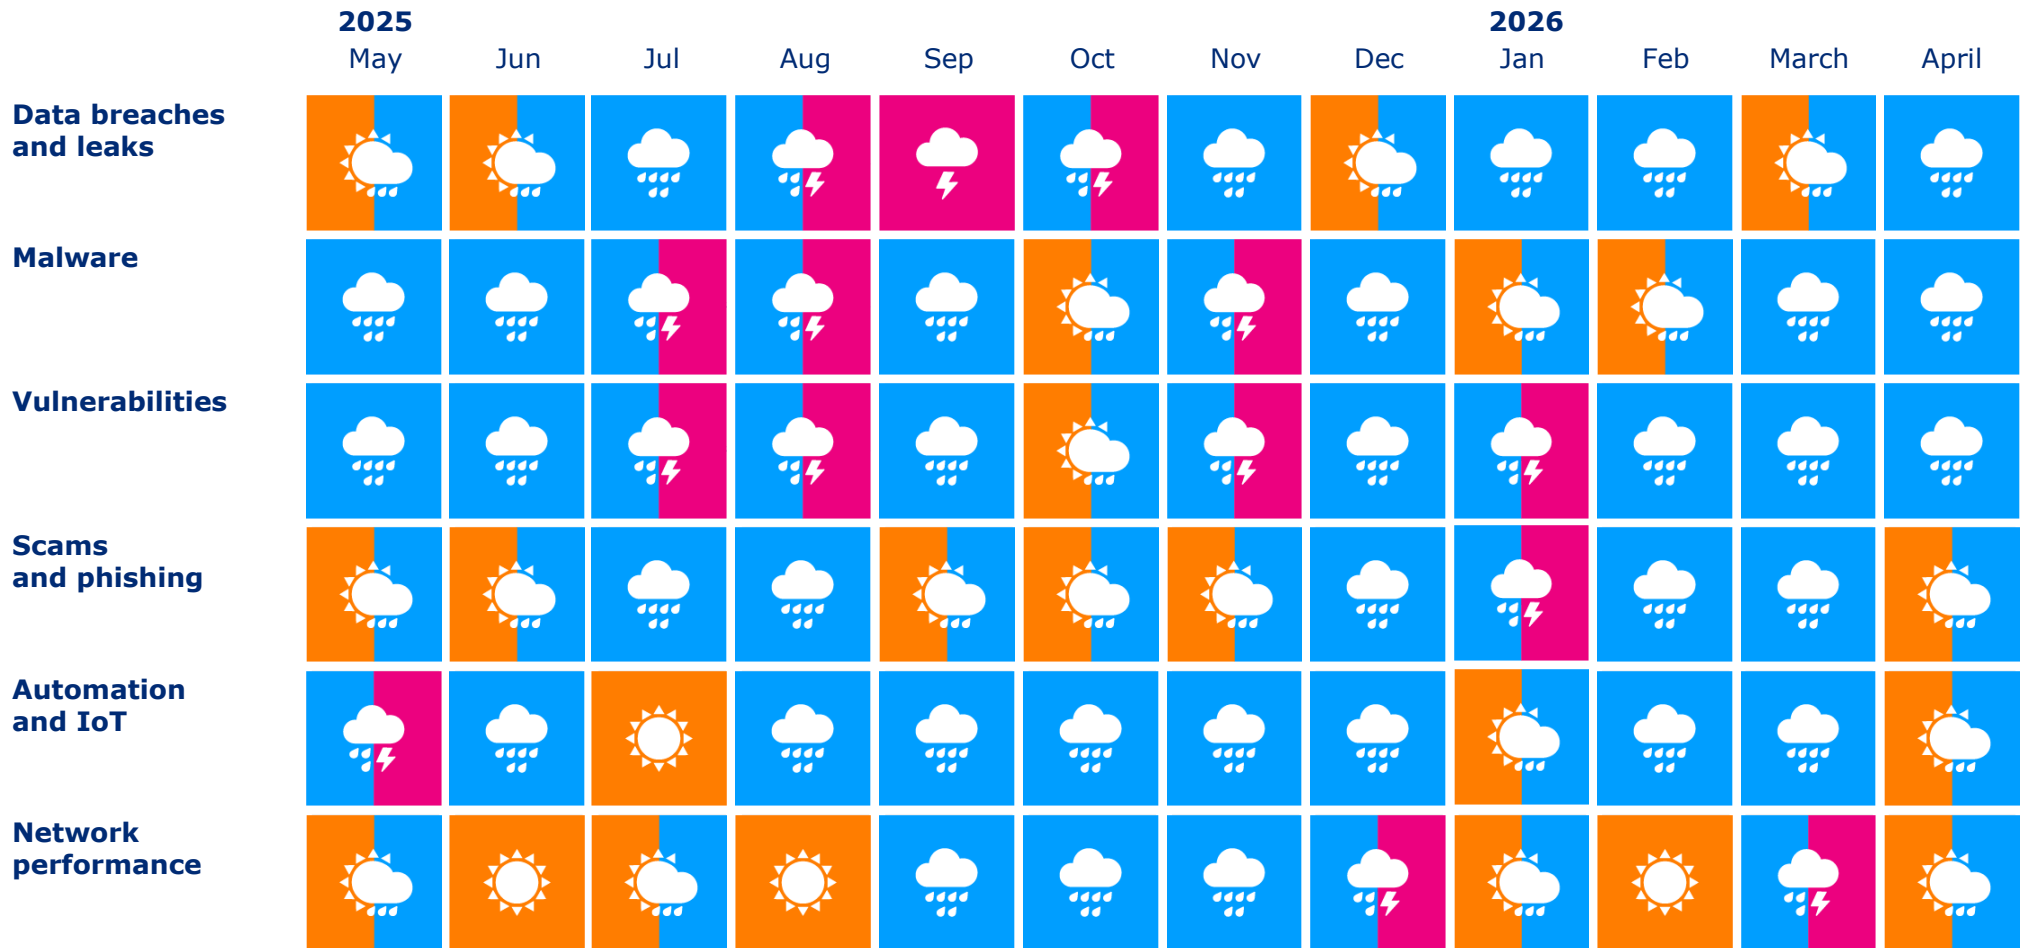 2025 2026
May Jun Jul Aug Sep Oct Nov Dec Jan Feb March April
Data breaches
and leaks
Malware
Vulnerabilities
Scams
and phishing
Automation
and IoT
Network
performance